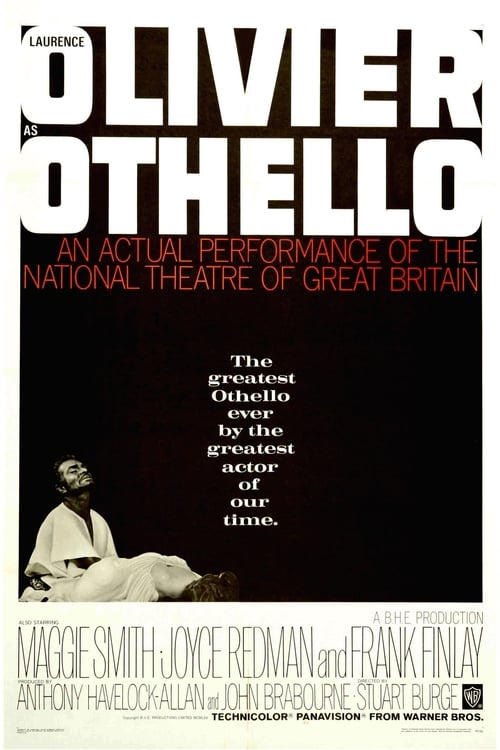 LAURENCE
OLIVIER
AS
OTHELLO
AN ACTUAL PERFORMANCE OF THE
NATIONAL THEATRE OF GREAT BRITAIN
The
greatest
Othello
ever
by the
greatest
actor
of
our
time.
A B.H.E. PRODUCTION
ALSO STARRING
MAGGIE SMITH · JOYCE REDMAN and FRANK FINLAY
PRODUCED BY
DIRECTED BY
ANTHONY HAVELOCK-ALLAN and JOHN BRABOURNE · STUART BURGE
WB
TECHNICOLOR® PANAVISION® FROM WARNER BROS.